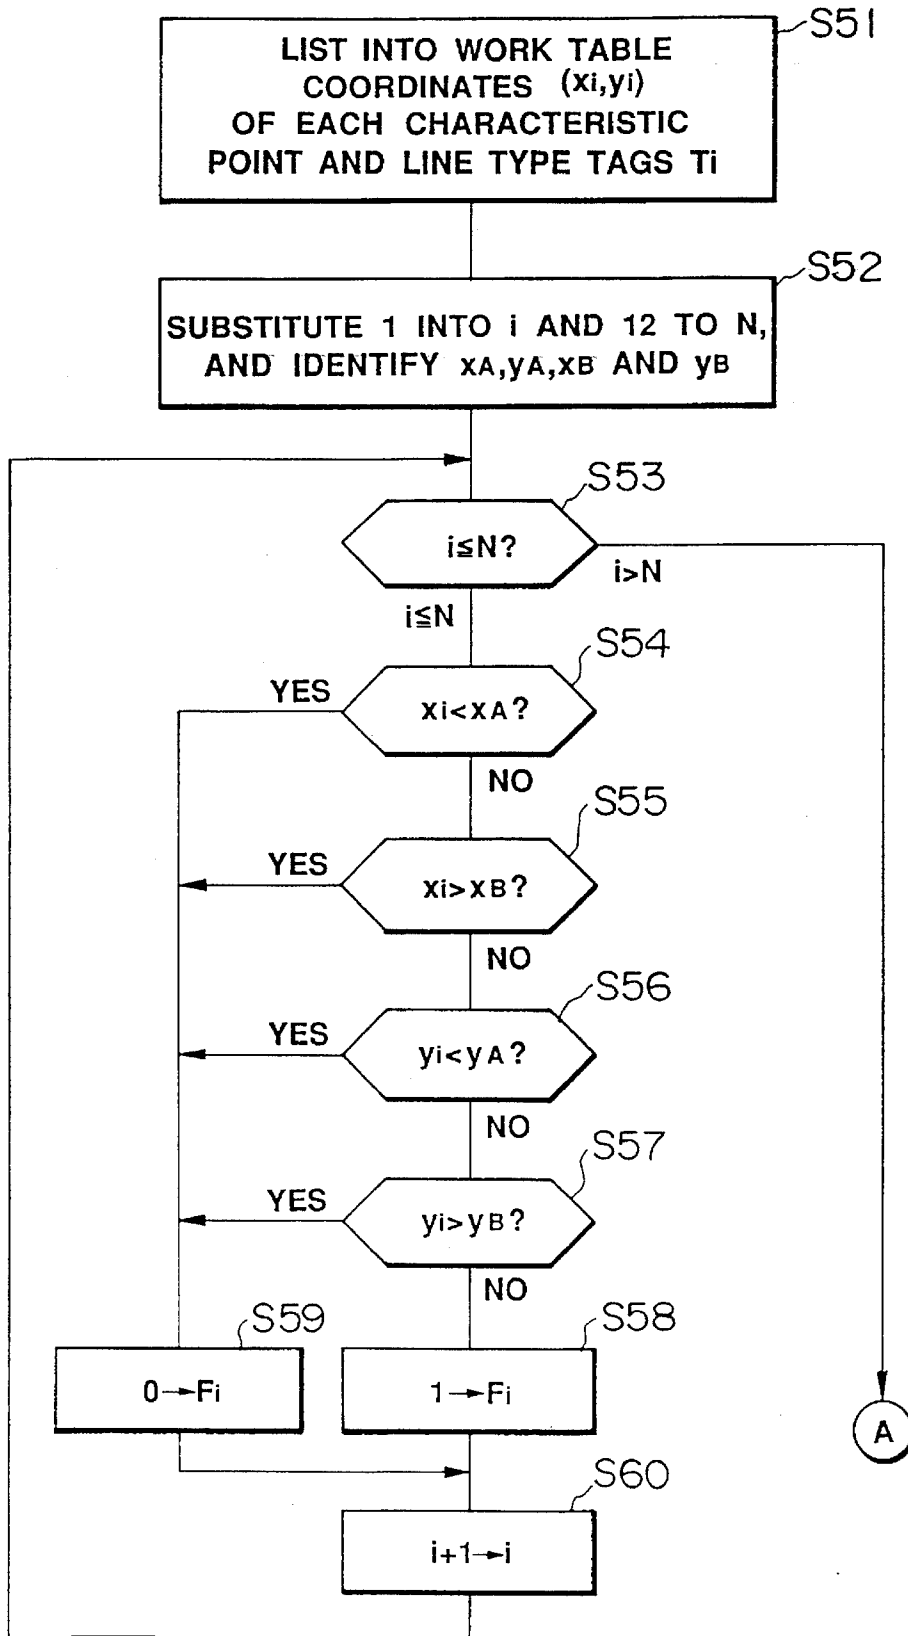 S51
LIST INTO WORK TABLE
COORDINATES (xi,yi)
OF EACH CHARACTERISTIC
POINT AND LINE TYPE TAGS Ti
S52
SUBSTITUTE 1 INTO i AND 12 TO N,
AND IDENTIFY xA,yA,xB AND yB
S53
i≦N?
i>N
i≦N
S54
YES
xi<xA?
NO
S55
YES
xi>xB?
NO
S56
YES
yi<yA?
NO
S57
YES
yi>yB?
NO
S59
S58
0→Fi
1→Fi
A
S60
i+1→i